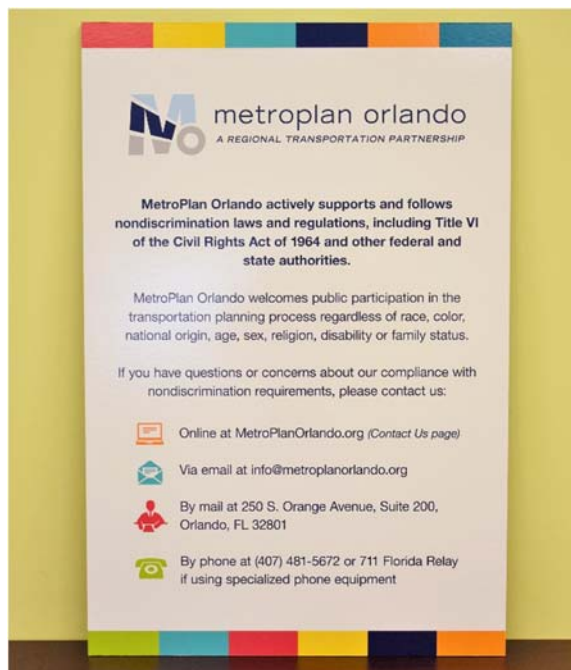 Mo
metroplan orlando
A REGIONAL TRANSPORTATION PARTNERSHIP
MetroPlan Orlando actively supports and follows
nondiscrimination laws and regulations, including Title VI
of the Civil Rights Act of 1964 and other federal and
state authorities.
MetroPlan Orlando welcomes public participation in the
transportation planning process regardless of race, color,
national origin, age, sex, religion, disability or family status.
If you have questions or concerns about our compliance with
nondiscrimination requirements, please contact us:
Online at MetroPlanOrlando.org (Contact Us page)
Via email at info@metroplanorlando.org
By mail at 250 S. Orange Avenue, Suite 200,
Orlando, FL 32801
By phone at (407) 481-5672 or 711 Florida Relay
if using specialized phone equipment